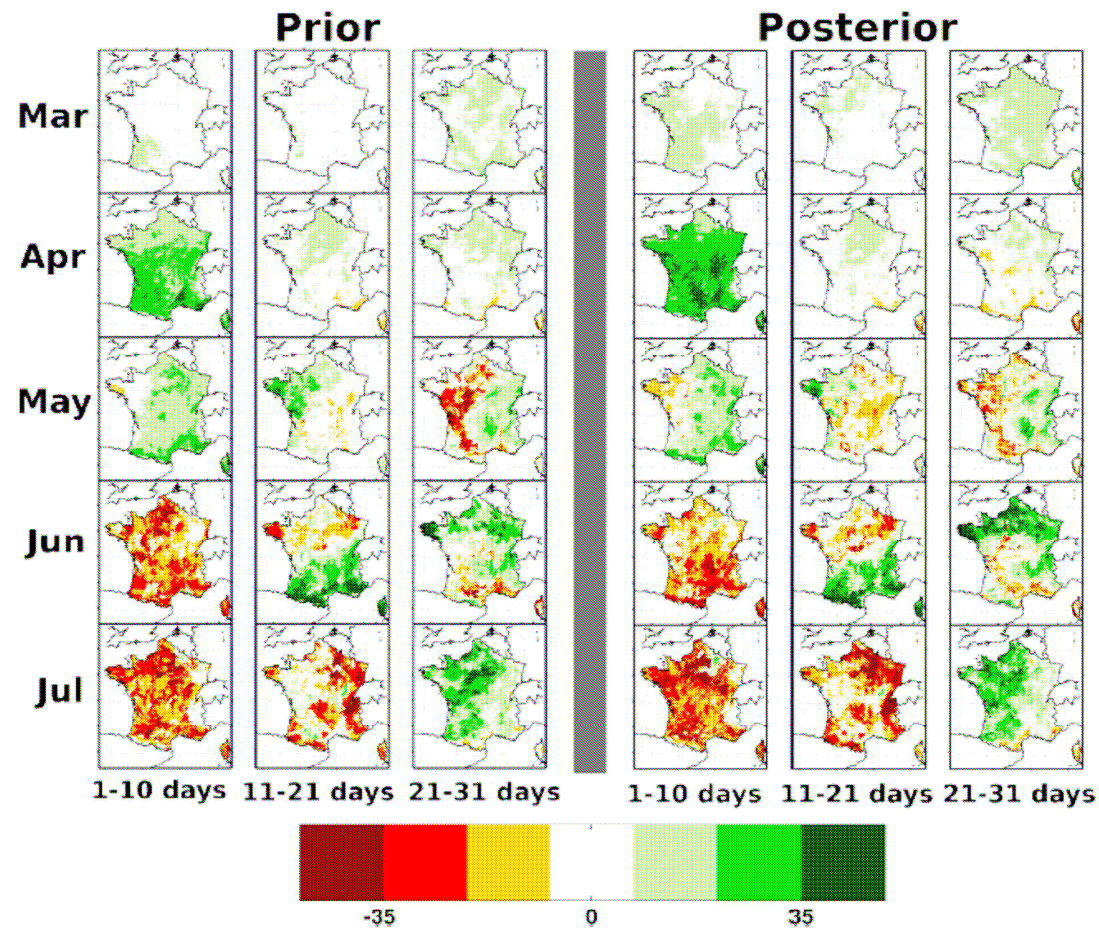 Prior Posterior
Mar
Apr
May
Jun
Jul
1-10 days 11-21 days 21-31 days 1-10 days 11-21 days 21-31 days
-35 0 35